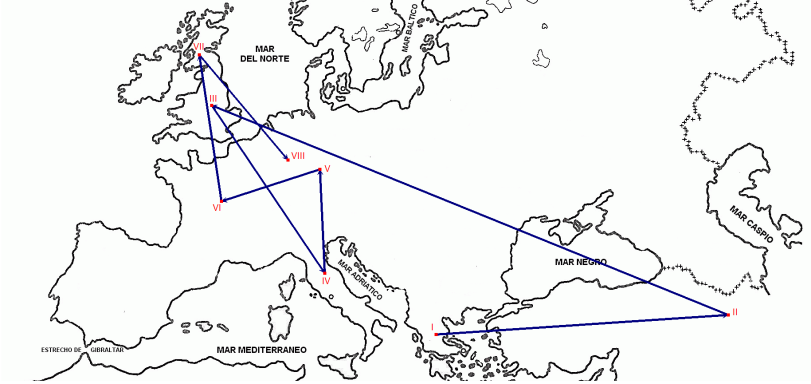 MAR BALTICO
VII
MAR
DEL NORTE
III
VIII
V
VI
MAR CASPIO
MAR NEGRO
MAR ADRIATICO
IV
II
I
ESTRECHO DE GIBRALTAR
MAR MEDITERRANEO